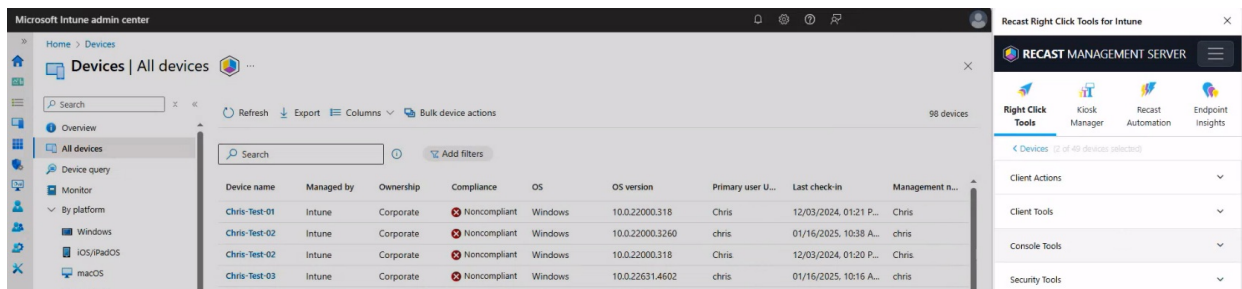 Microsoft Intune admin center
Recast Right Click Tools for Intune
Home > Devices
Devices | All devices
RECAST MANAGEMENT SERVER
Search
Refresh Export Columns Bulk device actions 98 devices
Right Click Tools
Kiosk Manager
Recast Automation
Endpoint Insights
Overview
All devices
Device query
Monitor
By platform
Windows
iOS/iPadOS
macOS
Search
Add filters
Device name Managed by Ownership Compliance OS OS version Primary user U... Last check-in Management n...
Chris-Test-01 Intune Corporate Noncompliant Windows 10.0.22000.318 Chris 12/03/2024, 01:21 P... Chris
Chris-Test-02 Intune Corporate Noncompliant Windows 10.0.22000.3260 chris 01/16/2025, 10:38 A... chris
Chris-Test-02 Intune Corporate Noncompliant Windows 10.0.22000.318 Chris 12/03/2024, 01:20 P... Chris
Chris-Test-03 Intune Corporate Noncompliant Windows 10.0.22631.4602 chris 01/16/2025, 10:16 A... chris
< Devices (2 of 49 devices selected)
Client Actions
Client Tools
Console Tools
Security Tools